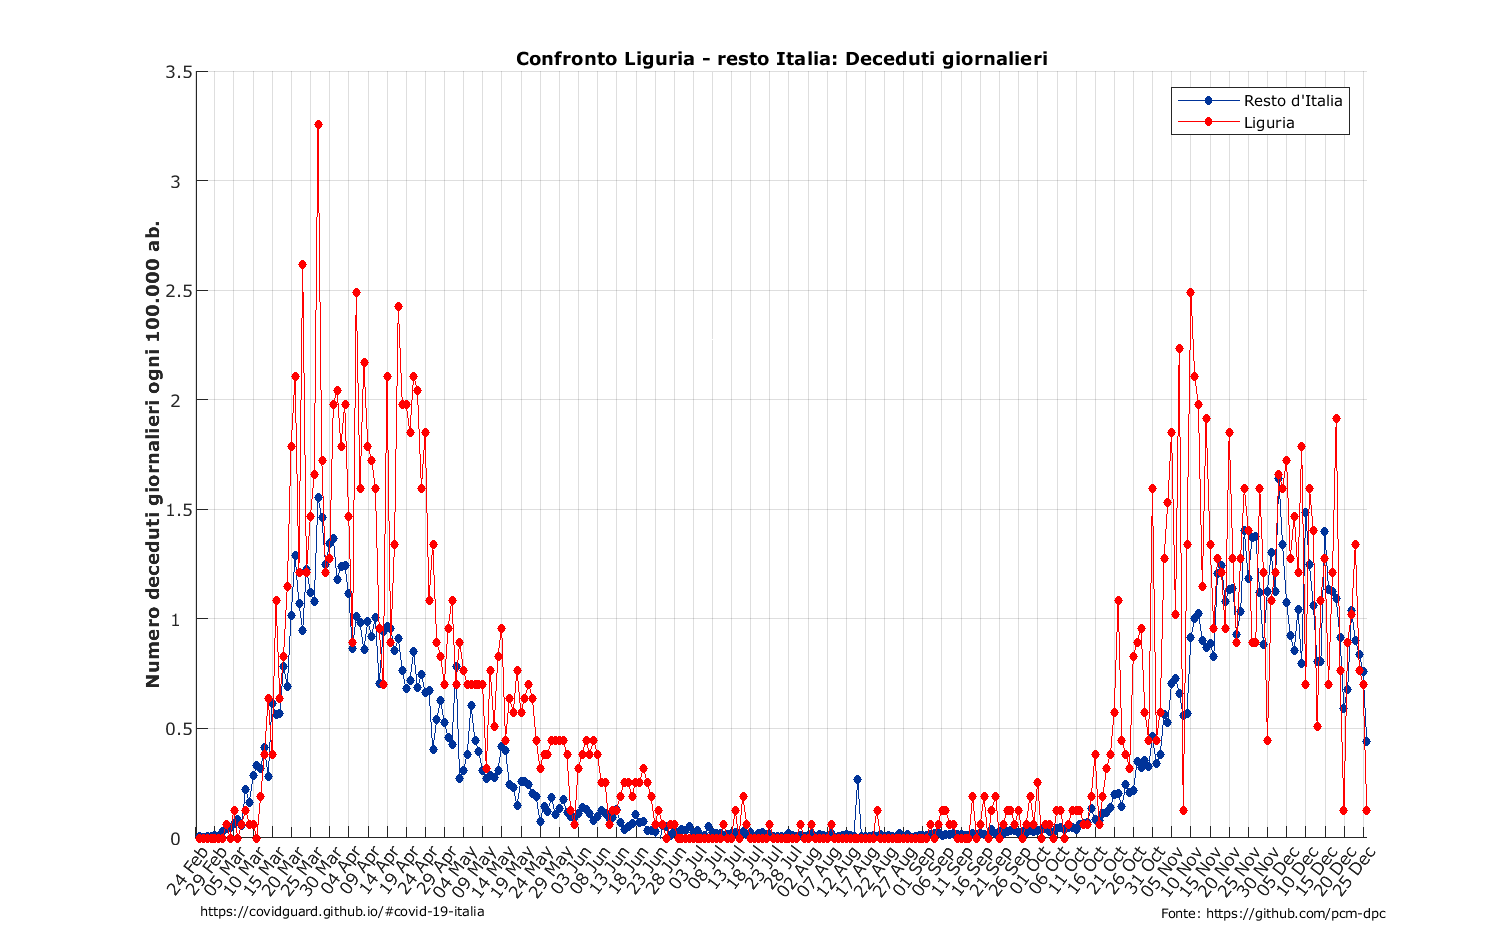 Confronto Liguria - resto Italia: Deceduti giornalieri
Resto d'Italia
Liguria
Numero deceduti giornalieri ogni 100.000 ab.
3.5
3
2.5
2
1.5
1
0.5
0
24 Feb
29 Feb
05 Mar
10 Mar
15 Mar
20 Mar
25 Mar
30 Mar
04 Apr
09 Apr
14 Apr
19 Apr
24 Apr
29 Apr
04 May
09 May
14 May
19 May
24 May
29 May
03 Jun
08 Jun
13 Jun
18 Jun
23 Jun
28 Jun
03 Jul
08 Jul
13 Jul
18 Jul
23 Jul
28 Jul
02 Aug
07 Aug
12 Aug
17 Aug
22 Aug
27 Aug
01 Sep
06 Sep
11 Sep
16 Sep
21 Sep
26 Sep
01 Oct
06 Oct
11 Oct
16 Oct
21 Oct
26 Oct
31 Oct
05 Nov
10 Nov
15 Nov
20 Nov
25 Nov
30 Nov
05 Dec
10 Dec
15 Dec
20 Dec
25 Dec
https://covidguard.github.io/#covid-19-italia
Fonte: https://github.com/pcm-dpc